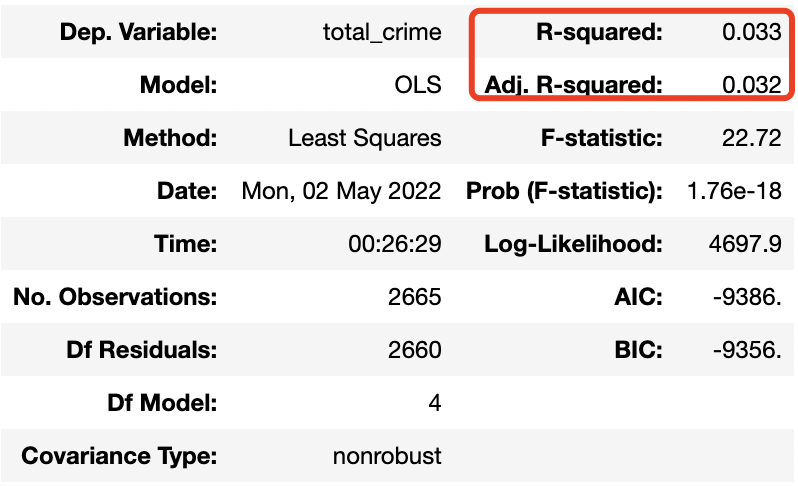 Dep. Variable: total_crime R-squared: 0.033
Model: OLS Adj. R-squared: 0.032
Method: Least Squares F-statistic: 22.72
Date: Mon, 02 May 2022 Prob (F-statistic): 1.76e-18
Time: 00:26:29 Log-Likelihood: 4697.9
No. Observations: 2665 AIC: -9386.
Df Residuals: 2660 BIC: -9356.
Df Model: 4
Covariance Type: nonrobust